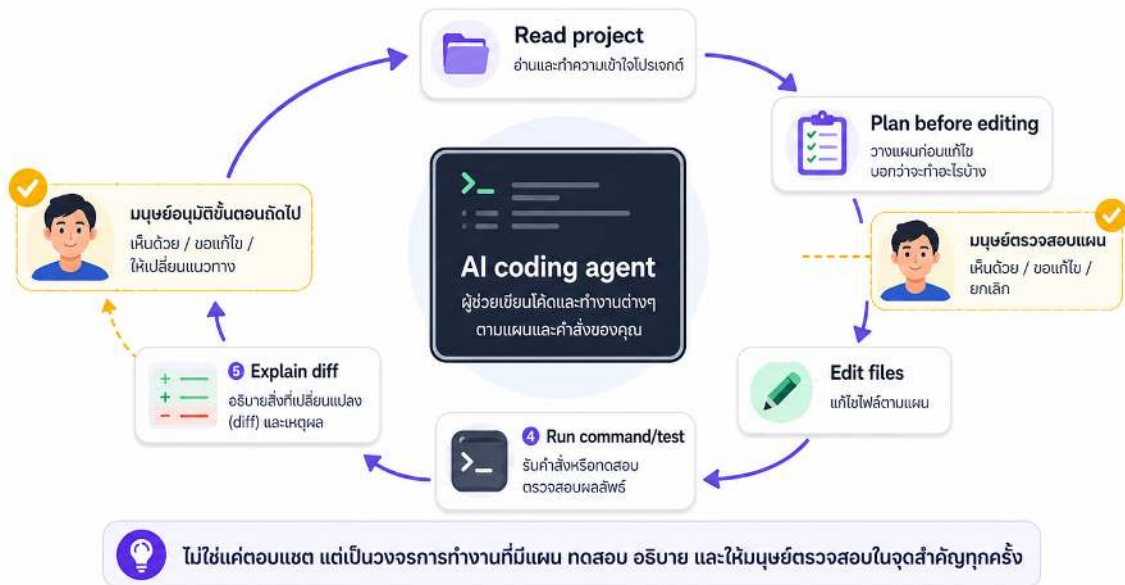 Read project
อ่านและทำความเข้าใจโปรเจกต์
Plan before editing
วางแผนก่อนแก้ไข
บอกว่าจะทำอะไรบ้าง
มนุษย์ตรวจสอบแผน
เห็นด้วย / ขอแก้ไข /
ยกเลิก
Edit files
แก้ไขไฟล์ตามแผน
4 Run command/test
รันคำสั่งหรือทดสอบ
ตรวจสอบผลลัพธ์
5 Explain diff
อธิบายสิ่งที่เปลี่ยนแปลง
(diff) และเหตุผล
มนุษย์อนุมัติขั้นตอนถัดไป
เห็นด้วย / ขอแก้ไข /
ให้เปลี่ยนแนวทาง
AI coding agent
ผู้ช่วยเขียนโค้ดและทำงานต่างๆ
ตามแผนและคำสั่งของคุณ
ไม่ใช่แค่ตอบแชต แต่เป็นวงจรการทำงานที่มีแผน ทดสอบ อธิบาย และให้มนุษย์ตรวจสอบในจุดสำคัญทุกครั้ง